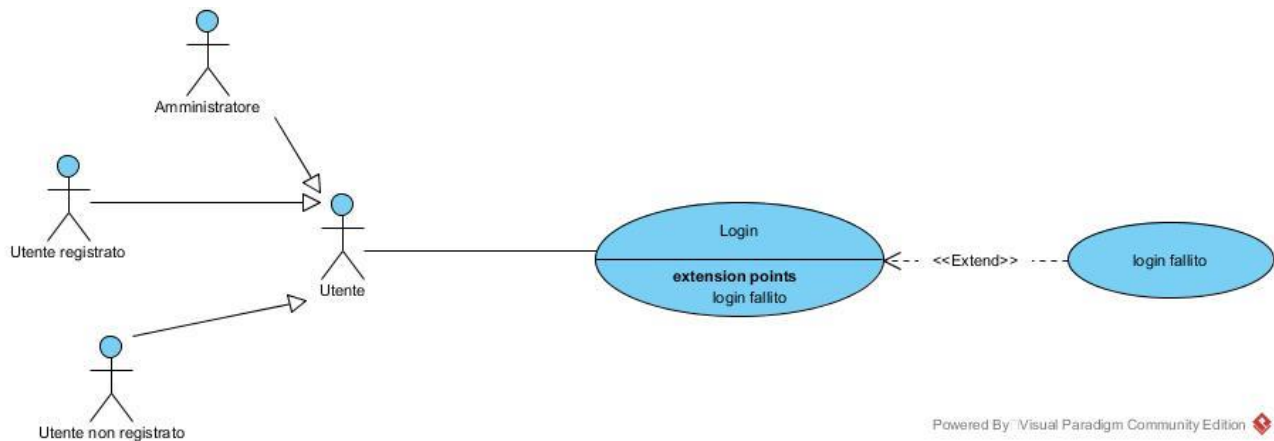 Amministratore
Utente registrato
Utente
Utente non registrato
Login
extension points
login fallito
<<Extend>>
login fallito
Powered By Visual Paradigm Community Edition